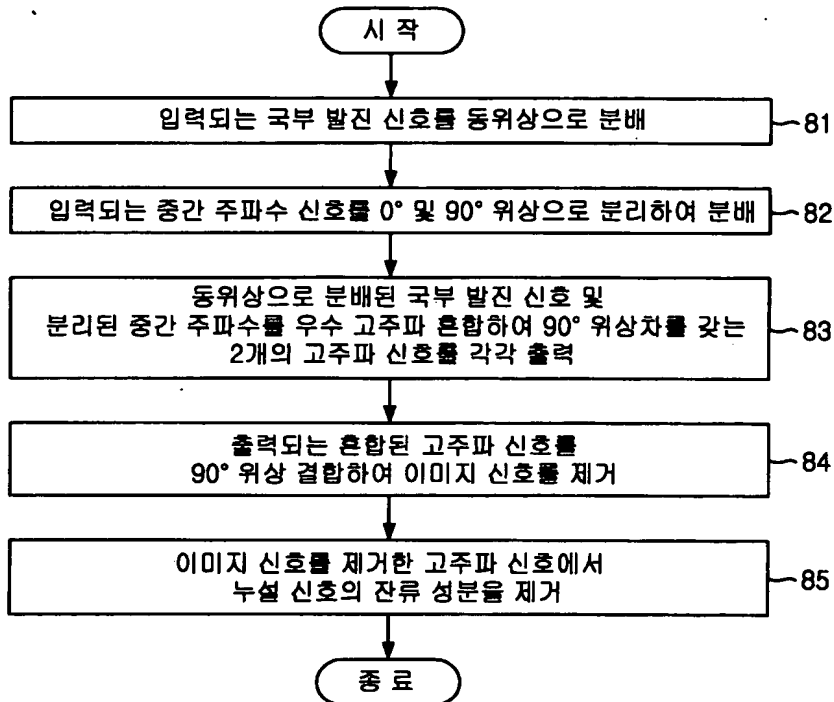 시 작
입력되는 국부 발진 신호를 동위상으로 분배
81
입력되는 중간 주파수 신호를 0° 및 90° 위상으로 분리하여 분배
82
동위상으로 분배된 국부 발진 신호 및
분리된 중간 주파수를 우수 고주파 혼합하여 90° 위상차를 갖는
2개의 고주파 신호를 각각 출력
83
출력되는 혼합된 고주파 신호를
90° 위상 결합하여 이미지 신호를 제거
84
이미지 신호를 제거한 고주파 신호에서
누설 신호의 잔류 성분을 제거
85
종 료